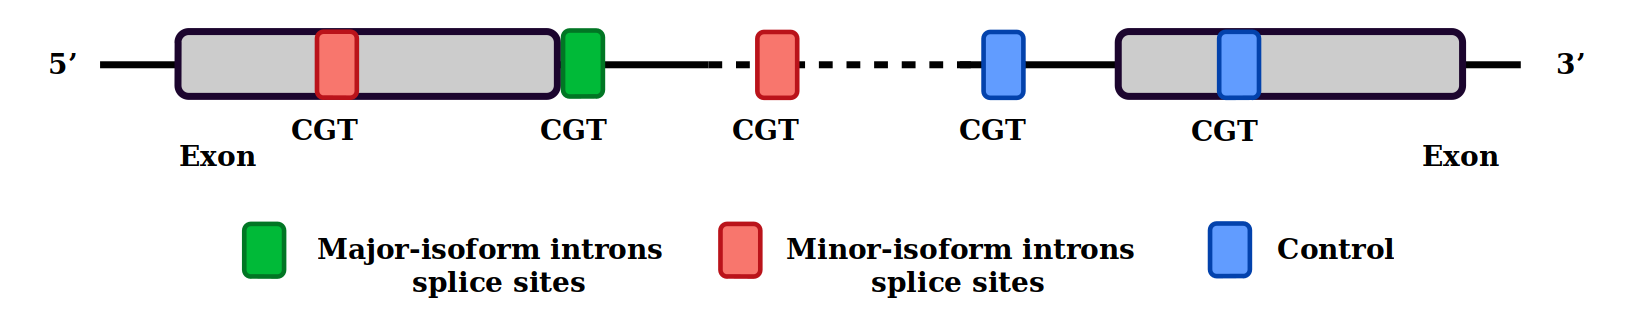 5’ 3’
CGT CGT CGT CGT CGT
Exon Exon
Major-isoform introns
splice sites
Minor-isoform introns
splice sites
Control